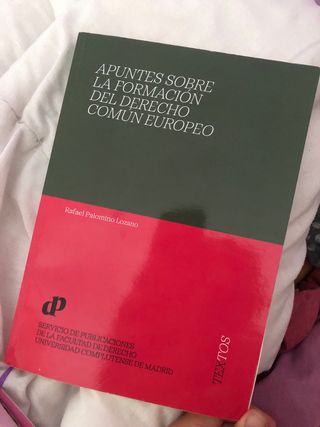 APUNTES SOBRE
LA FORMACIÓN
DEL DERECHO
COMÚN EUROPEO
Rafael Palomino Lozano
dp
SERVICIO DE PUBLICACIONES
DE LA FACULTAD DE DERECHO
UNIVERSIDAD COMPLUTENSE DE MADRID
TEXTOS